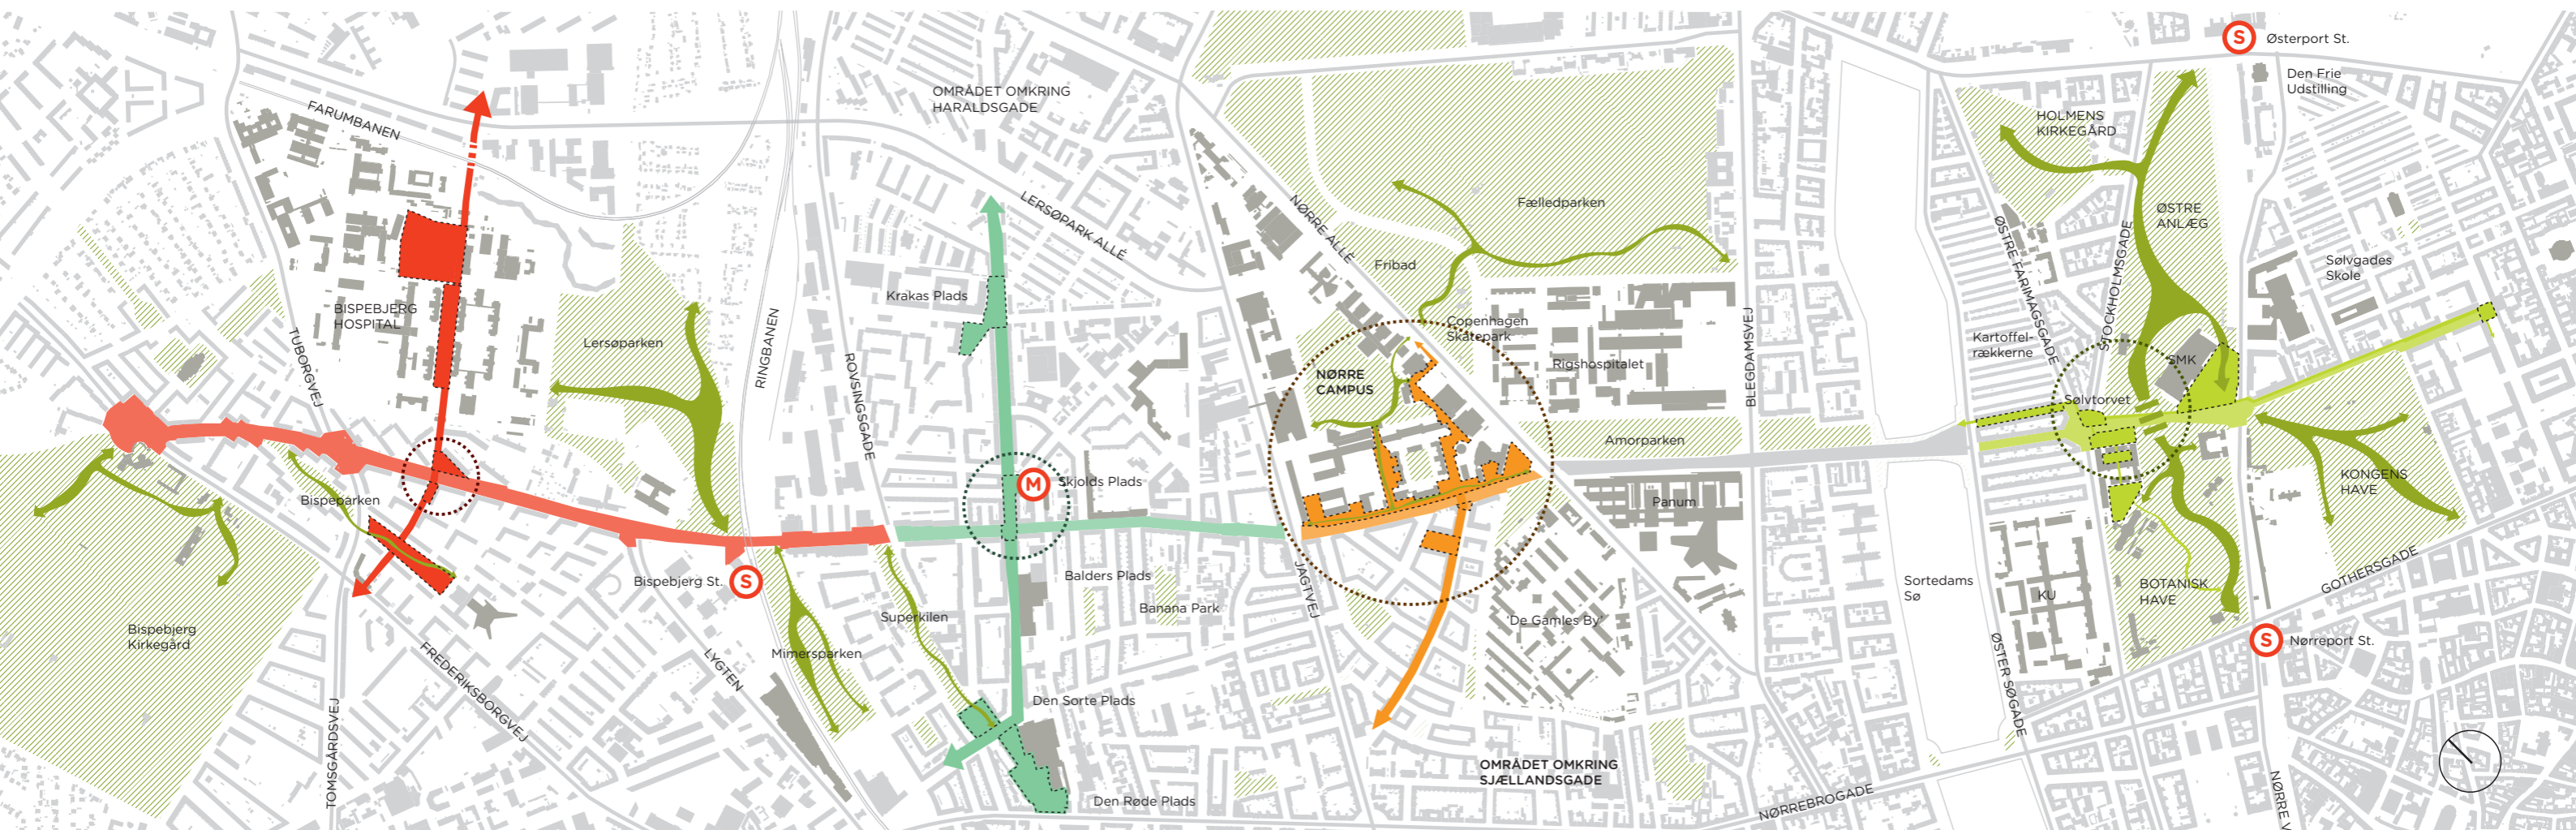 FARUMBANEN
BISPEBJERG
HOSPITAL
TUBORGVEJ
Lersøparken
RINGBANEN
Bispeparken
Bispebjerg
Kirkegård
TOMSGÅRDSVEJ
FREDERIKSBORGVEJ
Bispebjerg St.
S
LYGTEN
Mimersparken
ROVSINGSGADE
OMRÅDET OMKRING
HARALDSGADE
LERSØPARK ALLÉ
Krakas Plads
M
Skjolds Plads
Balders Plads
Banana Park
Superkilen
Den Sorte Plads
Den Røde Plads
JAGTVEJ
NØRRE ALLÉ
Fælledparken
Fribad
Copenhagen
Skatepark
NØRRE
CAMPUS
Rigshospitalet
Amorparken
BLEGDAMSVEJ
Panum
'De Gamles By'
OMRÅDET OMKRING
SJÆLLANDSGADE
NØRREBROGADE
Sortedams
Sø
ØSTER SØGADE
KU
Kartoffel-
rækkerne
ØSTRE FARIMAGSGADE
STOCKHOLMSGADE
HOLMENS
KIRKEGÅRD
ØSTRE
ANLÆG
S
Østerport St.
Den Frie
Udstilling
Sølvgades
Skole
SMK
Sølvtorvet
KONGENS
HAVE
BOTANISK
HAVE
GOTHERSGADE
S
Nørreport St.
NØRRE V